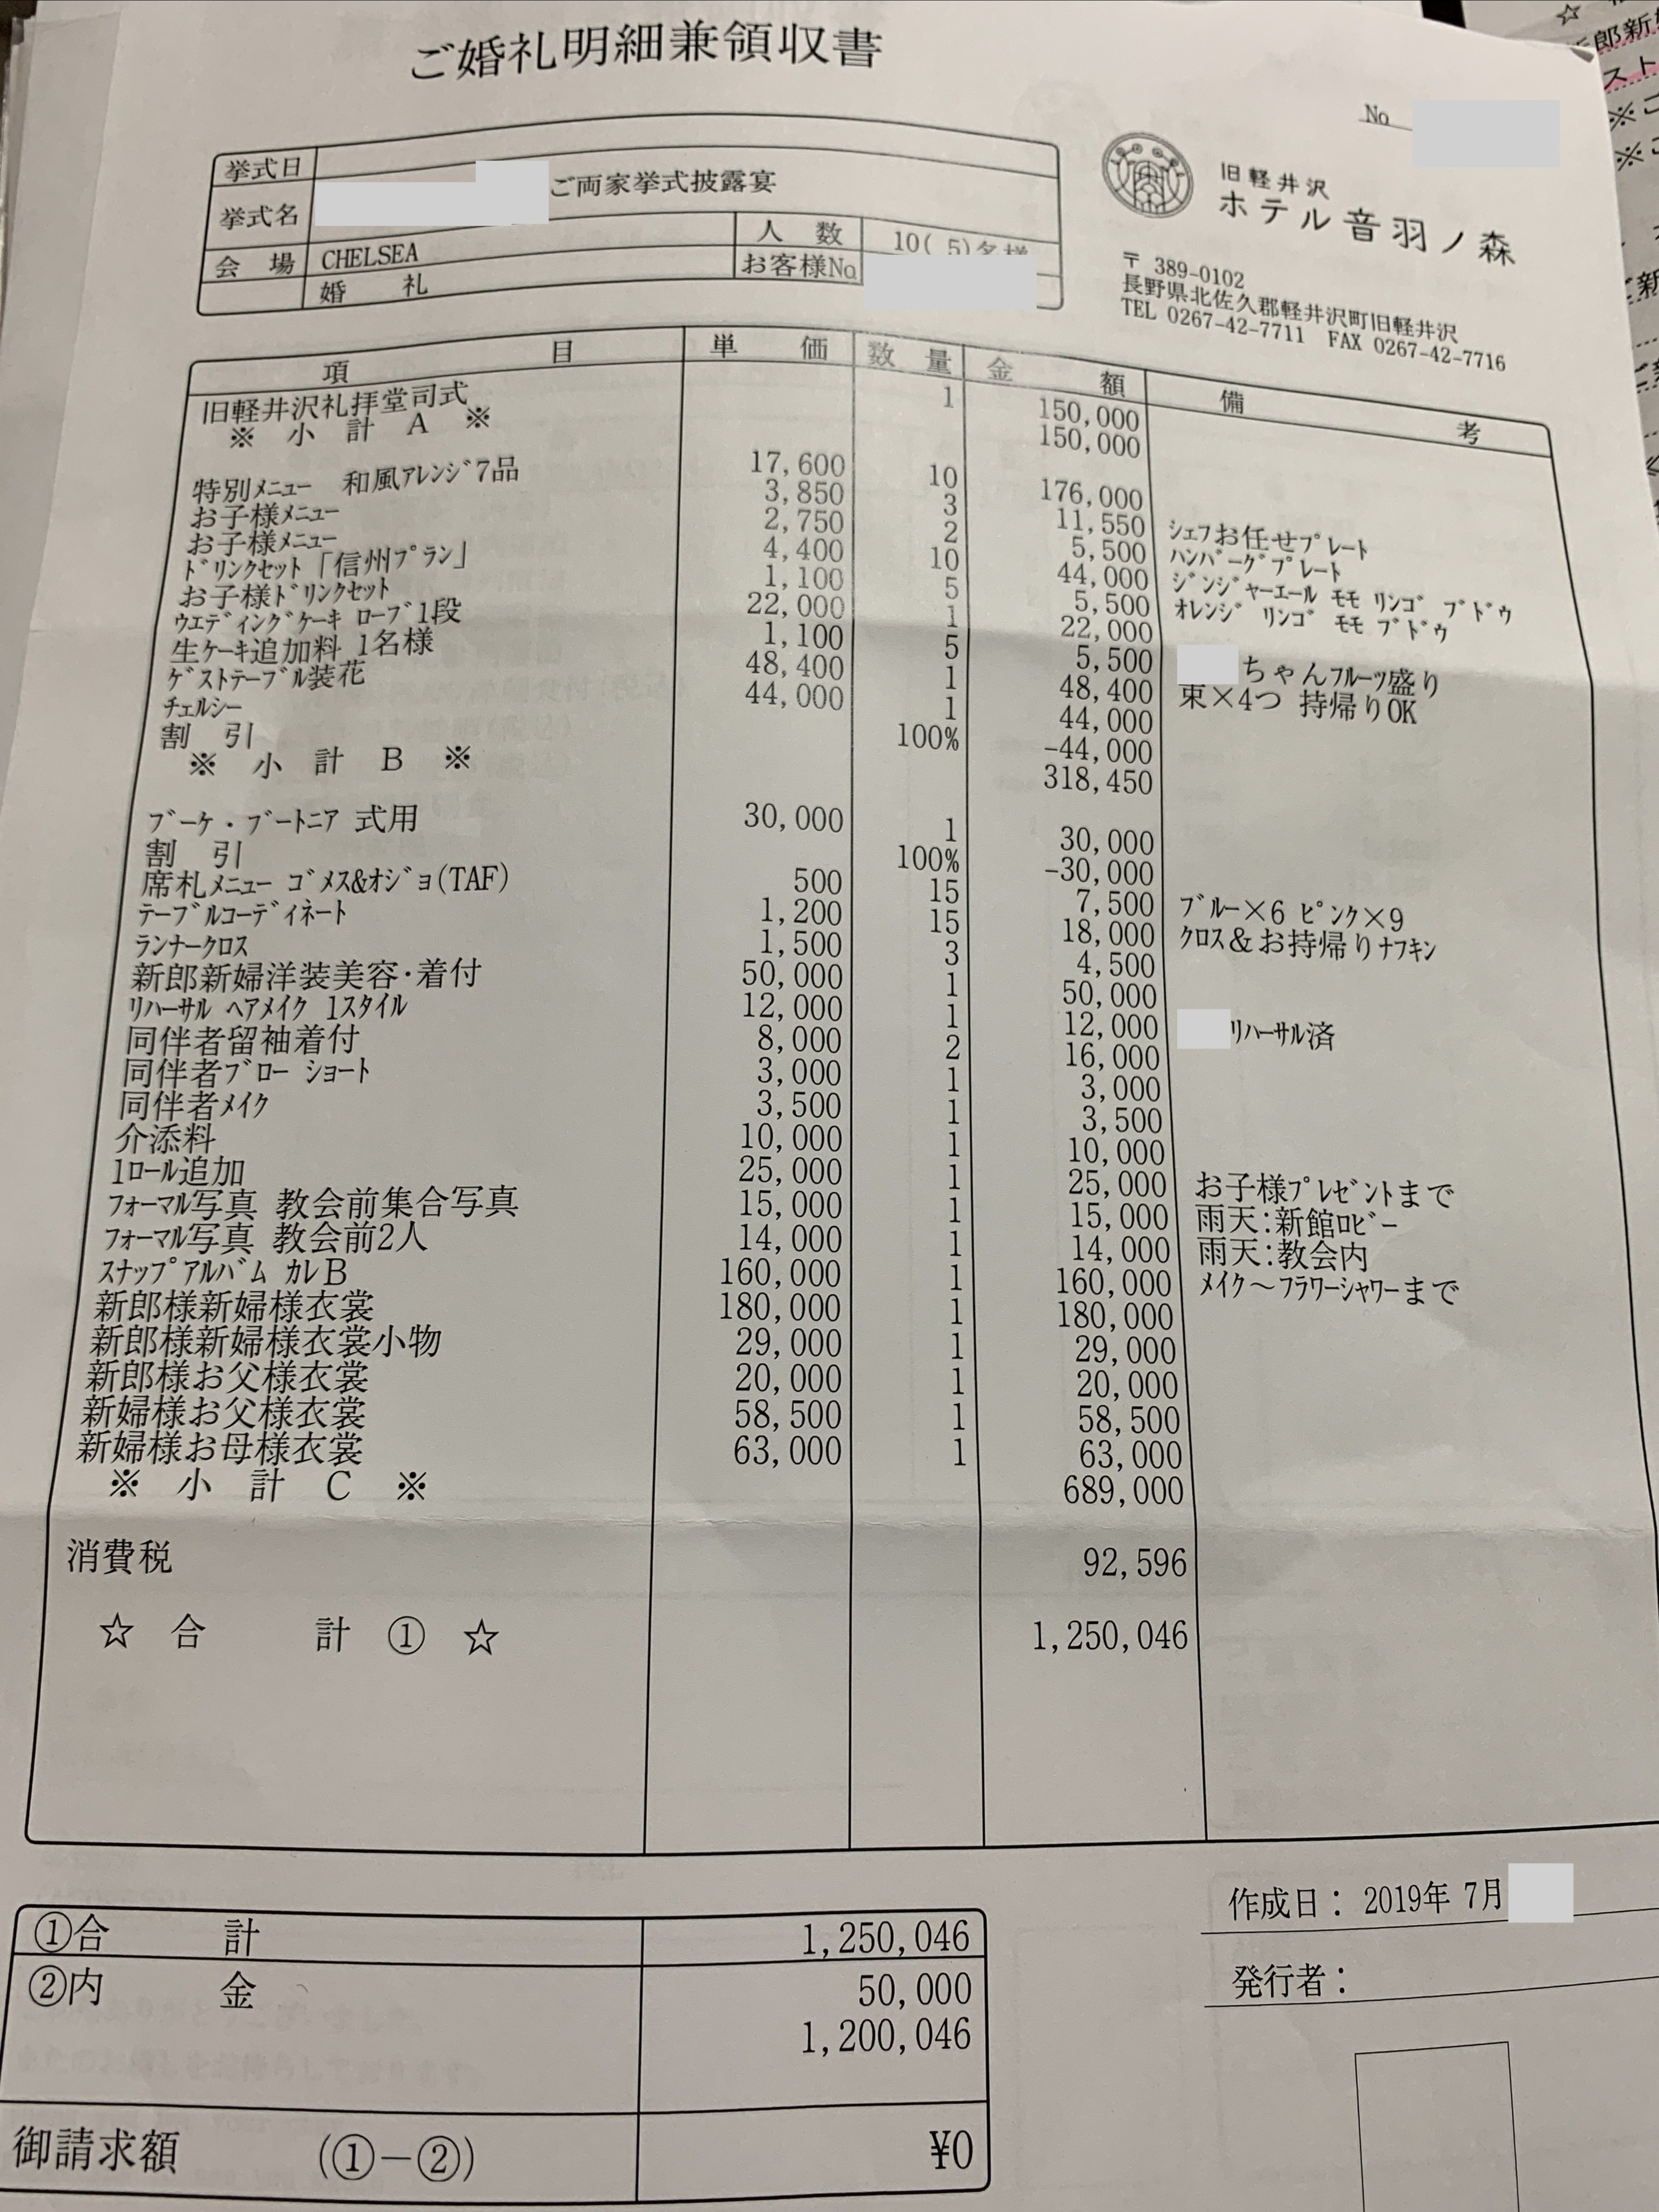 ご婚礼明細兼領収書
No
挙式日
挙式名 ご両家挙式披露宴
会 場 CHELSEA 人 数 10( 5)名様
婚 礼 お客様No
旧軽井沢
ホテル音羽ノ森
〒 389-0102
長野県北佐久郡軽井沢町旧軽井沢
TEL 0267-42-7711 FAX 0267-42-7716
項 目 単 価 数 量 金 額 備 考
旧軽井沢礼拝堂司式 1 150,000
※ 小 計 A ※ 150,000
特別ﾒﾆｭｰ 和風ｱﾚﾝｼﾞ7品 17,600 10 176,000
お子様ﾒﾆｭｰ 3,850 3 11,550 ｼｪﾌお任せﾌﾟﾚｰﾄ
お子様ﾒﾆｭｰ 2,750 2 5,500 ﾊﾝﾊﾞｰｸﾞﾌﾟﾚｰﾄ
ﾄﾞﾘﾝｸｾｯﾄ「信州ﾌﾟﾗﾝ」 4,400 10 44,000 ｼﾞﾝｼﾞｬｰｴｰﾙ ﾓﾓ ﾘﾝｺﾞ ﾌﾞﾄﾞｳ
お子様ﾄﾞﾘﾝｸｾｯﾄ 1,100 5 5,500 ｵﾚﾝｼﾞ ﾘﾝｺﾞ ﾓﾓ ﾌﾞﾄﾞｳ
ｳｴﾃﾞｨﾝｸﾞｹｰｷ ﾛｰﾌﾞ1段 22,000 1 22,000
生ｹｰｷ追加料 1名様 1,100 5 5,500 ちゃんﾌﾙｰﾂ盛り
ｹﾞｽﾄﾃｰﾌﾞﾙ装花 48,400 1 48,400 束×4つ 持帰りOK
ﾁｪﾙｼｰ 44,000 1 44,000
割 引 100% -44,000
※ 小 計 B ※ 318,450
ﾌﾞｰｹ・ﾌﾞｰﾄﾆｱ 式用 30,000 1 30,000
割 引 100% -30,000
席札ﾒﾆｭｰ ｺﾞﾒｽ&ｵｼﾞｮ(TAF) 500 15 7,500 ﾌﾞﾙｰ×6 ﾋﾟﾝｸ×9
ﾃｰﾌﾞﾙｺｰﾃﾞｨﾈｰﾄ 1,200 15 18,000 ｸﾛｽ&お持帰りﾅﾌｷﾝ
ﾗﾝﾅｰｸﾛｽ 1,500 3 4,500
新郎新婦洋装美容･着付 50,000 1 50,000
ﾘﾊｰｻﾙ ﾍｱﾒｲｸ 1ｽﾀｲﾙ 12,000 1 12,000 ﾘﾊｰｻﾙ済
同伴者留袖着付 8,000 2 16,000
同伴者ﾌﾞﾛｰ ｼｮｰﾄ 3,000 1 3,000
同伴者ﾒｲｸ 3,500 1 3,500
介添料 10,000 1 10,000
1ﾛｰﾙ追加 25,000 1 25,000 お子様ﾌﾟﾚｾﾞﾝﾄまで
ﾌｫｰﾏﾙ写真 教会前集合写真 15,000 1 15,000 雨天:新館ﾛﾋﾞｰ
ﾌｫｰﾏﾙ写真 教会前2人 14,000 1 14,000 雨天:教会内
ｽﾅｯﾌﾟｱﾙﾊﾞﾑ ｶﾚB 160,000 1 160,000 ﾒｲｸ～ﾌﾗﾜｰｼｬﾜｰまで
新郎様新婦様衣裳 180,000 1 180,000
新郎様新婦様衣裳小物 29,000 1 29,000
新郎様お父様衣裳 20,000 1 20,000
新婦様お父様衣裳 58,500 1 58,500
新婦様お母様衣裳 63,000 1 63,000
※ 小 計 C ※ 689,000
消費税 92,596
☆ 合 計 ① ☆ 1,250,046
①合 計 1,250,046
②内 金 50,000
1,200,046
御請求額 (①－②) ¥0
作成日: 2019年 7月
発行者: